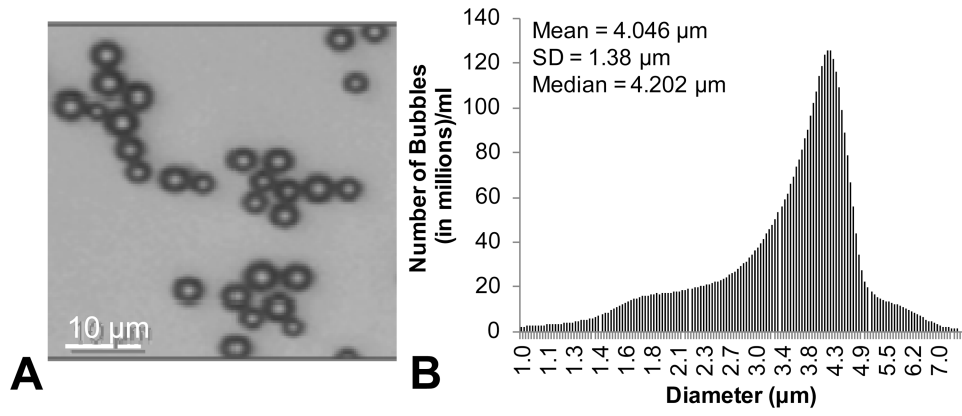 10 µm
A
Number of Bubbles
(in millions)/ml
140
120
100
80
60
40
20
0
Mean = 4.046 µm
SD = 1.38 µm
Median = 4.202 µm
1.0 1.1 1.3 1.4 1.6 1.8 2.1 2.3 2.7 3.0 3.4 3.8 4.3 4.9 5.5 6.2 7.0
Diameter (µm)
B